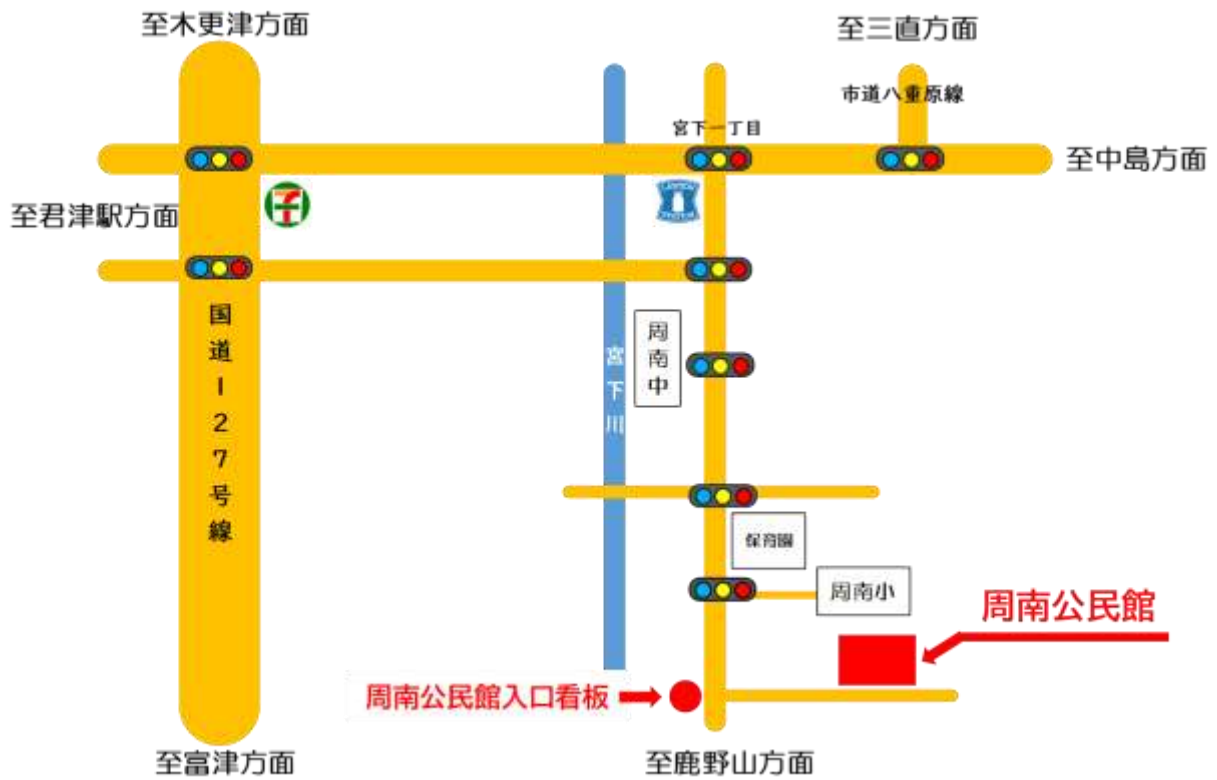 至木更津方面
至三直方面
市道八重原線
宮下一丁目
至中島方面
至君津駅方面
国道127号線
宮下川
周南中
保育園
周南小
周南公民館
周南公民館入口看板
至富津方面
至鹿野山方面